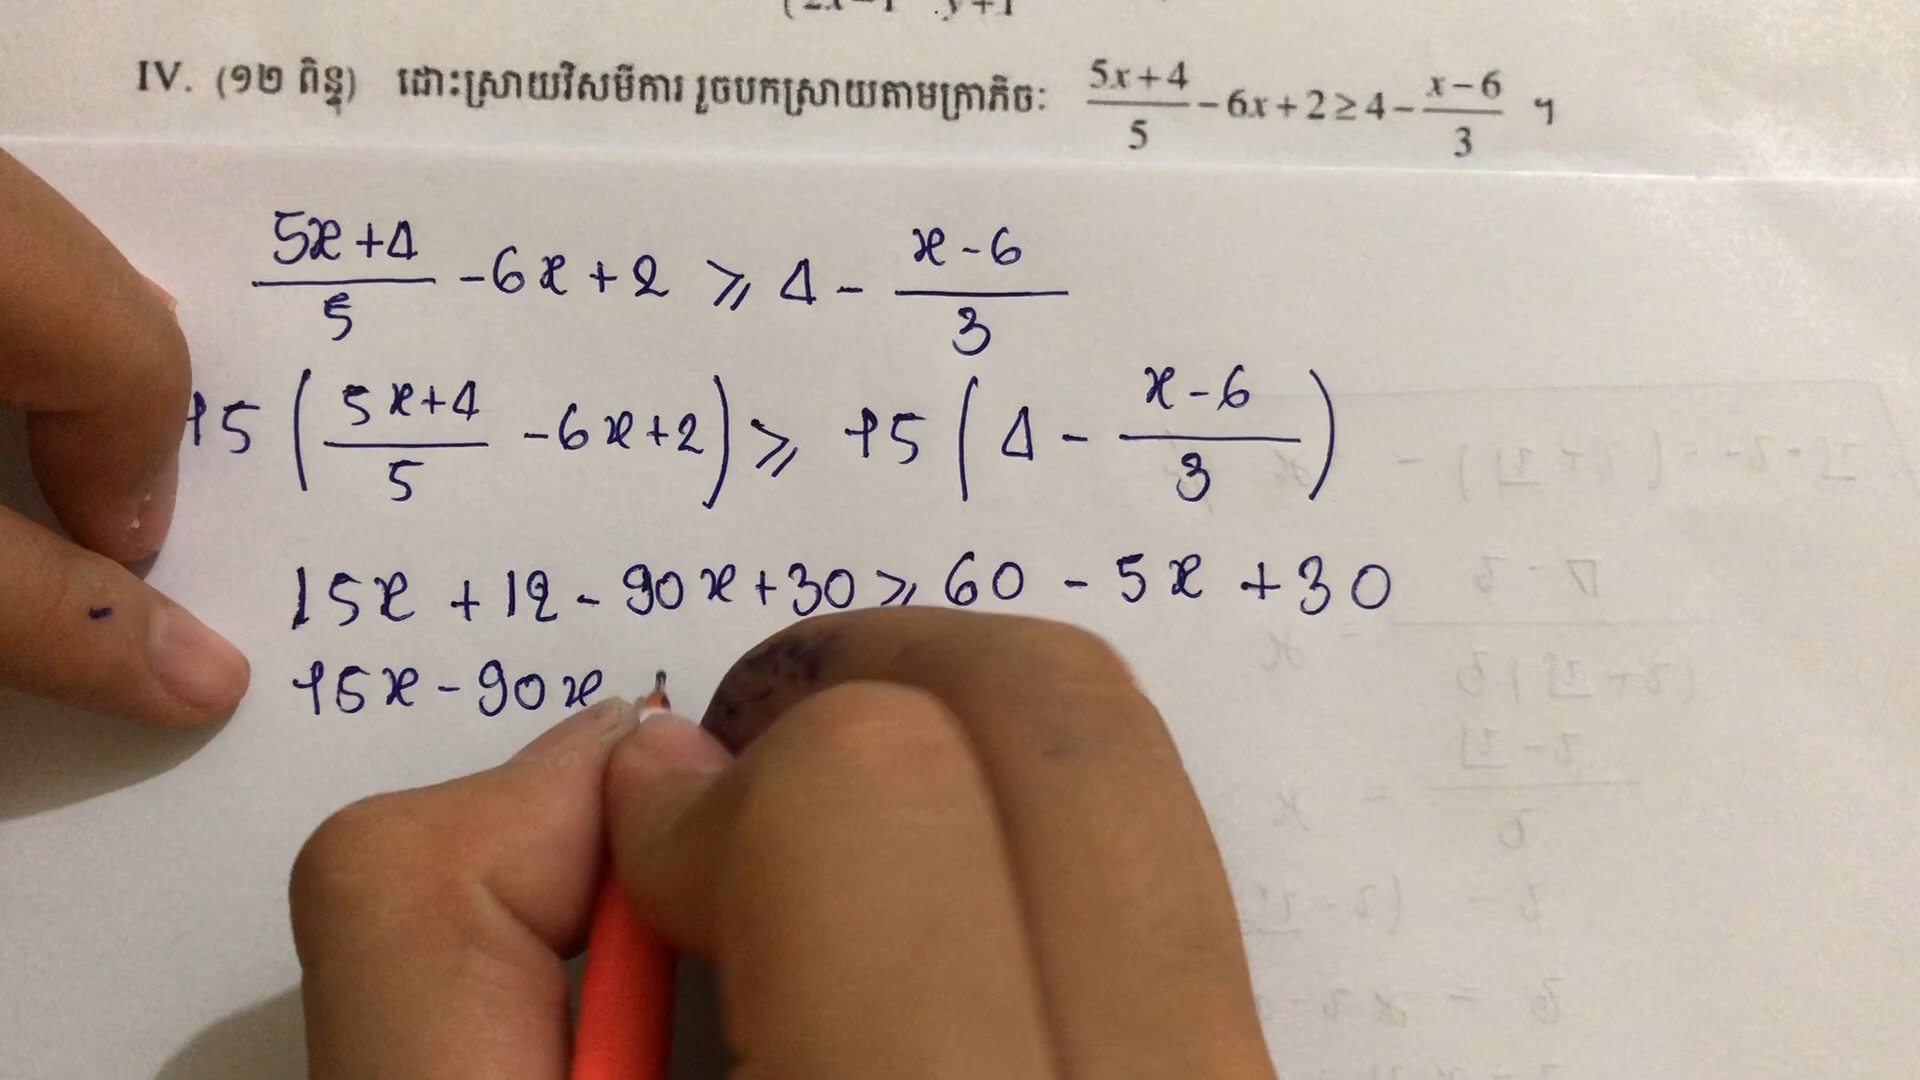 IV. (១២ ពិន្ទុ) ដោះស្រាយវិសមីការ រួចបកស្រាយតាមក្រាភិច: (5x+4)/5 - 6x + 2 ≥ 4 - (x-6)/3 ។
(5x+4)/5 - 6x + 2 ≥ 4 - (x-6)/3
15 ((5x+4)/5 - 6x + 2) ≥ 15 (4 - (x-6)/3)
15x + 12 - 90x + 30 ≥ 60 - 5x + 30
15x - 90x